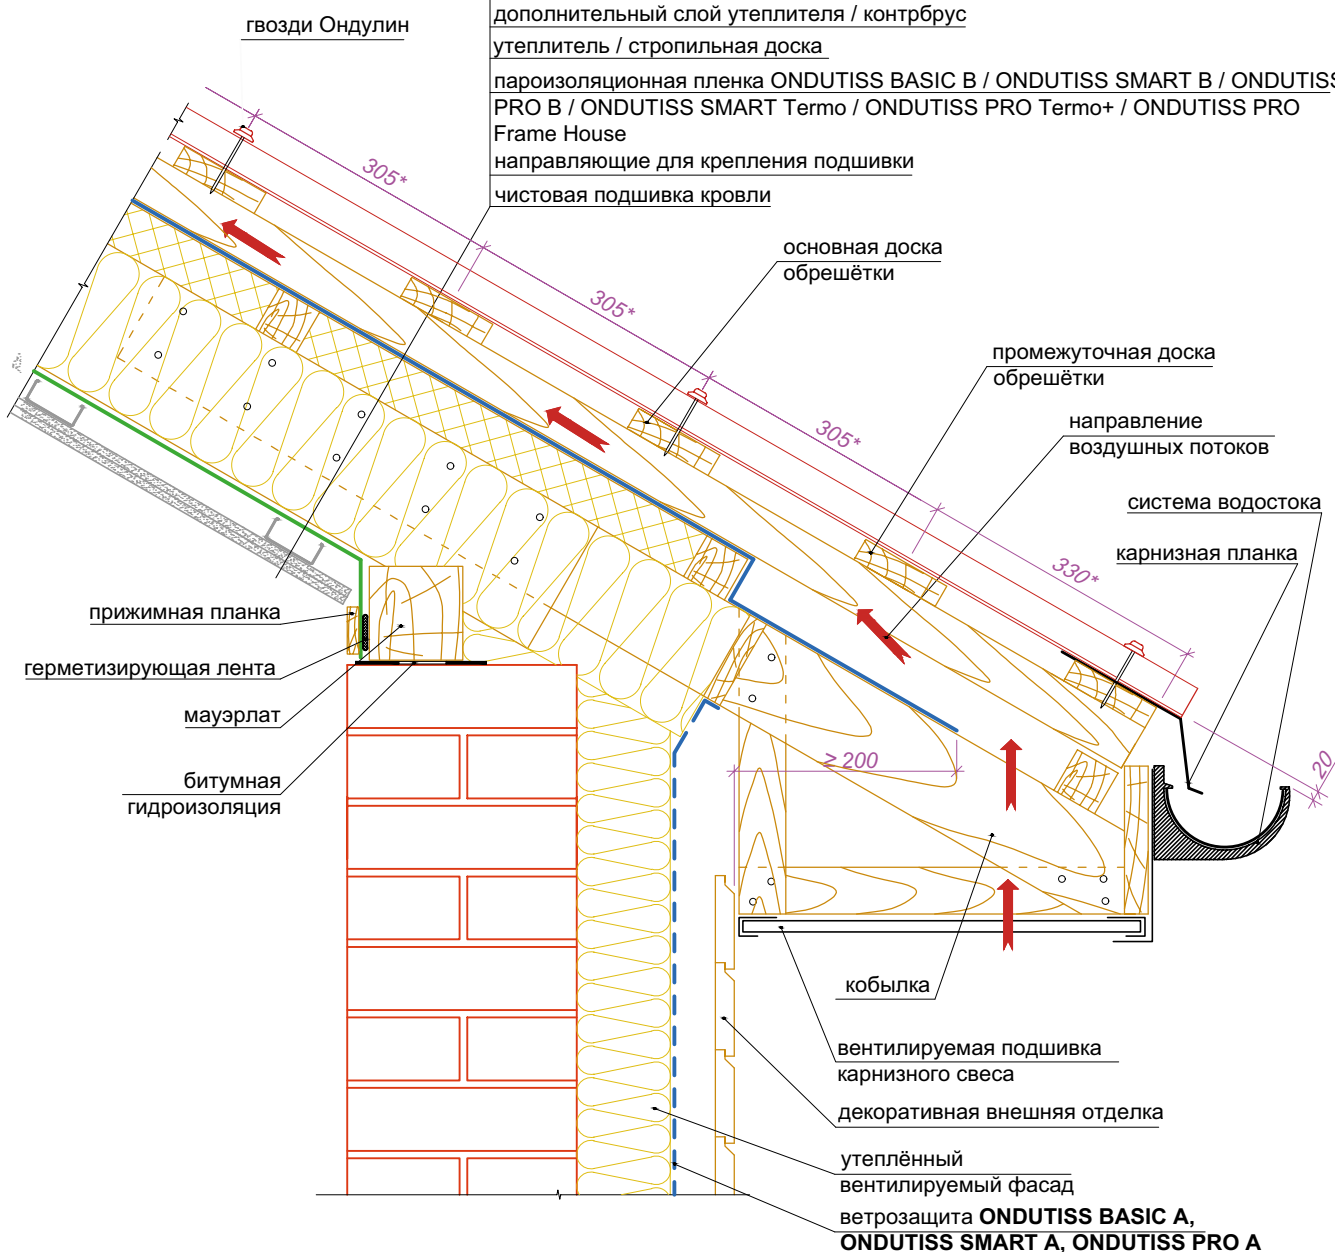 гвозди Ондулин
дополнительный слой утеплителя / контрбрус
утеплитель / стропильная доска
пароизоляционная пленка ONDUTISS BASIC B / ONDUTISS SMART B / ONDUTISS
PRO B / ONDUTISS SMART Termo / ONDUTISS PRO Termo+ / ONDUTISS PRO
Frame House
направляющие для крепления подшивки
чистовая подшивка кровли
305*
основная доска
обрешётки
305*
промежуточная доска
обрешётки
305*
направление
воздушных потоков
система водостока
карнизная планка
330*
прижимная планка
герметизирующая лента
мауэрлат
битумная
гидроизоляция
≥ 200
20
кобылка
вентилируемая подшивка
карнизного свеса
декоративная внешняя отделка
утеплённый
вентилируемый фасад
ветрозащита ONDUTISS BASIC A,
ONDUTISS SMART A, ONDUTISS PRO A